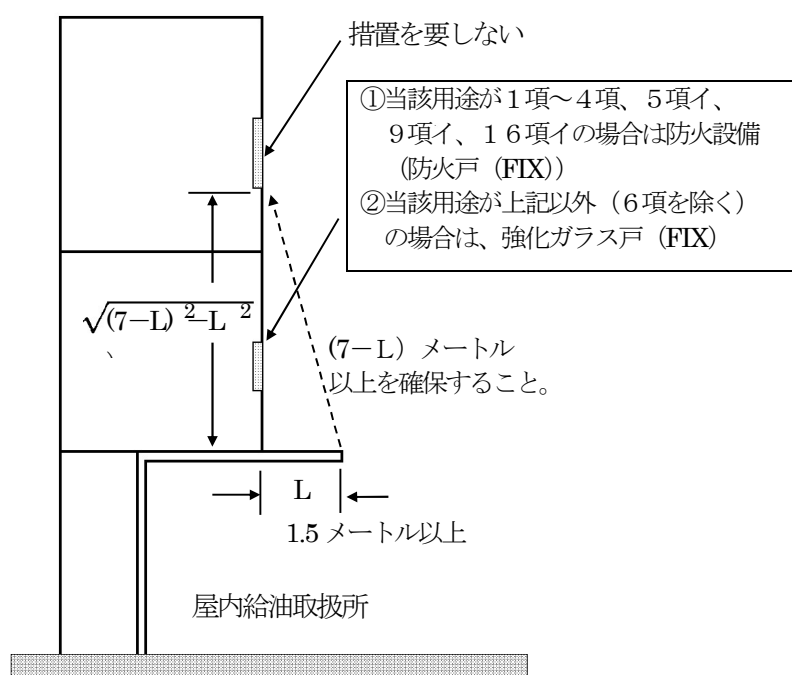 措置を要しない
①当該用途が１項～４項、５項イ、
９項イ、１６項イの場合は防火設備
（防火戸（FIX））
②当該用途が上記以外（６項を除く）
の場合は、強化ガラス戸（FIX）
√(7－L) ²－L ²
、
(7－L）メートル
以上を確保すること。
L
1.5 メートル以上
屋内給油取扱所